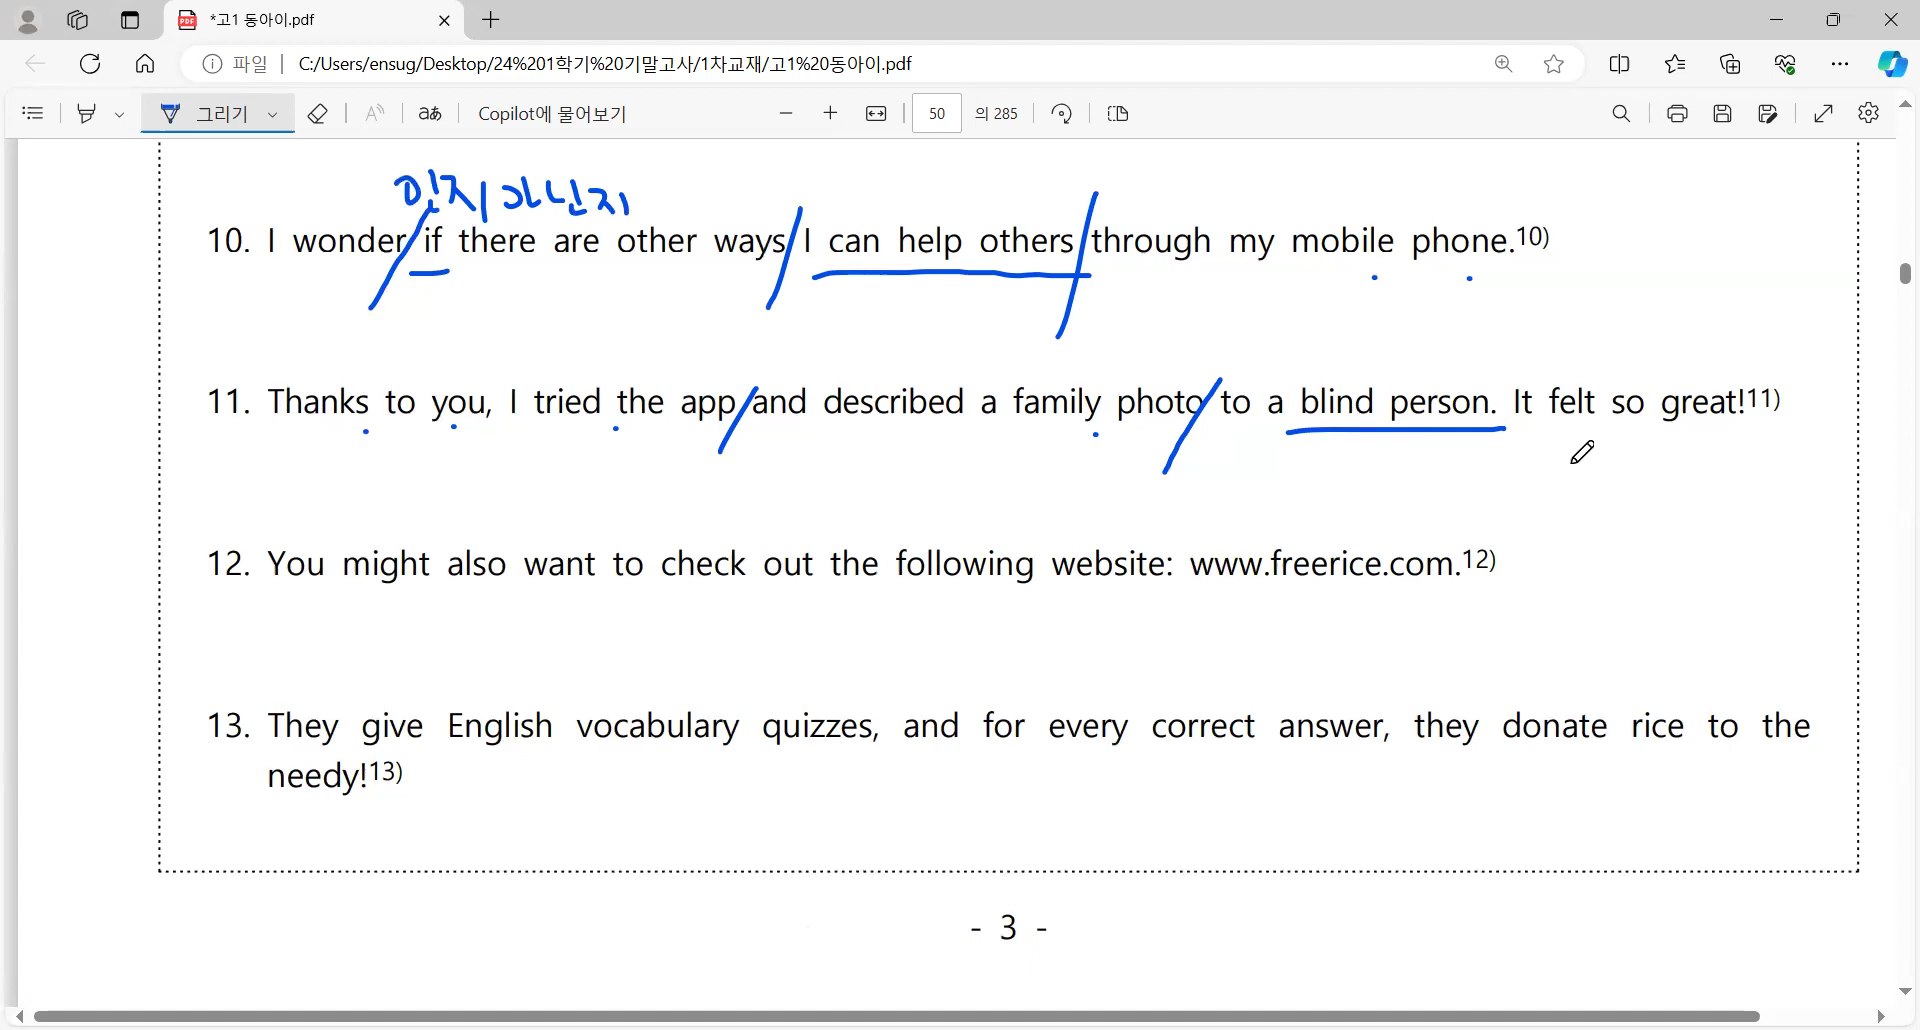 *고1 동아이.pdf
파일 C:/Users/ensug/Desktop/24%201학기%20기말고사/1차교재/고1%20동아이.pdf
그리기 aあ Copilot에 물어보기 50 의 285
인지 아닌지
10. I wonder if there are other ways I can help others through my mobile phone.10)
11. Thanks to you, I tried the app and described a family photo to a blind person. It felt so great!11)
12. You might also want to check out the following website: www.freerice.com.12)
13. They give English vocabulary quizzes, and for every correct answer, they donate rice to the
needy!13)
- 3 -